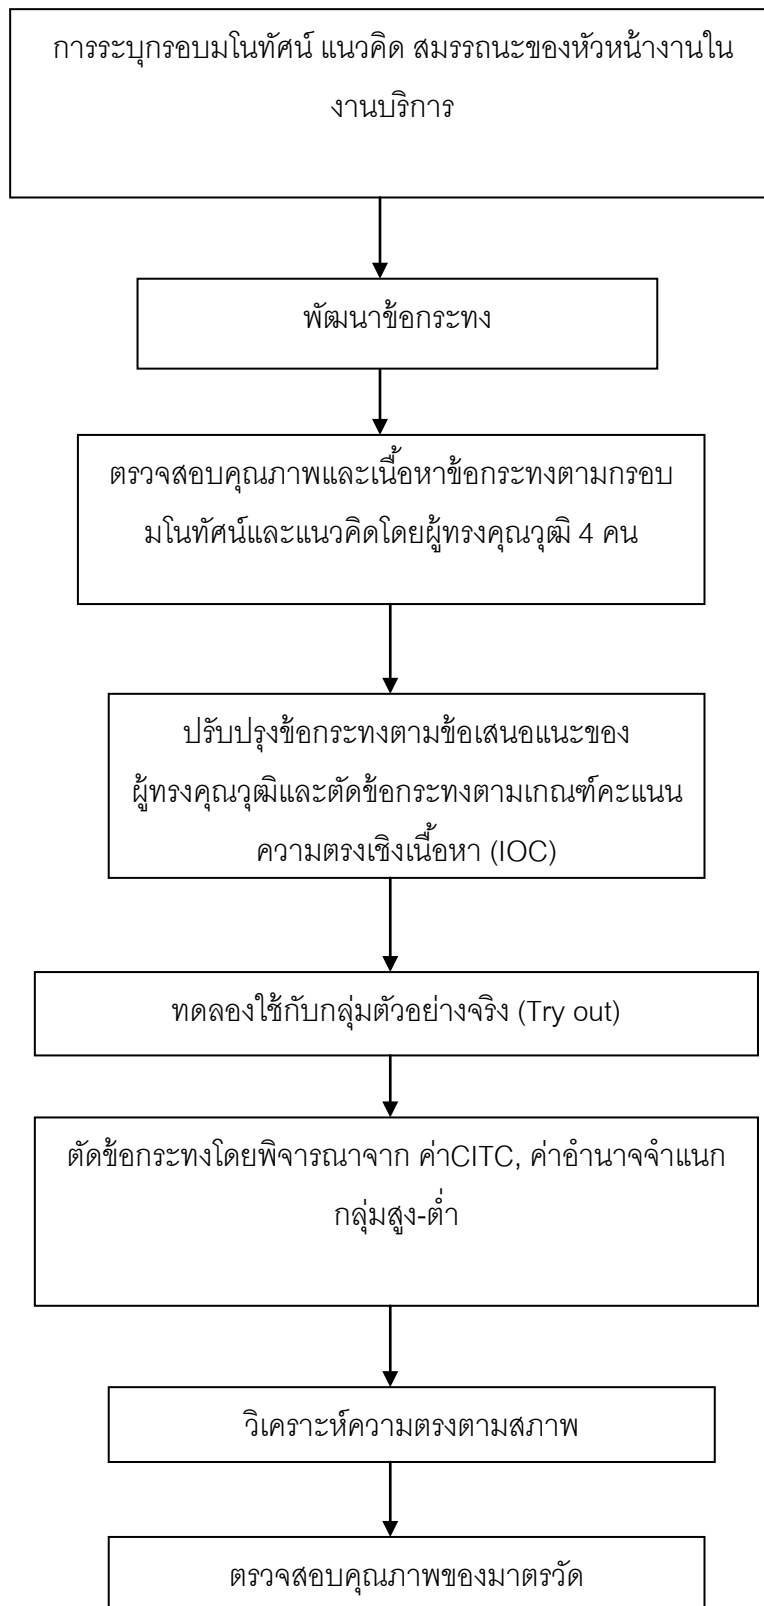 การระบุกรอบมโนทัศน์ แนวคิด สมรรถนะของหัวหน้างานใน
งานบริการ
พัฒนาข้อกระทง
ตรวจสอบคุณภาพและเนื้อหาข้อกระทงตามกรอบ
มโนทัศน์และแนวคิดโดยผู้ทรงคุณวุฒิ 4 คน
ปรับปรุงข้อกระทงตามข้อเสนอแนะของ
ผู้ทรงคุณวุฒิและตัดข้อกระทงตามเกณฑ์คะแนน
ความตรงเชิงเนื้อหา (IOC)
ทดลองใช้กับกลุ่มตัวอย่างจริง (Try out)
ตัดข้อกระทงโดยพิจารณาจาก ค่าCITC, ค่าอำนาจจำแนก
กลุ่มสูง-ต่ำ
วิเคราะห์ความตรงตามสภาพ
ตรวจสอบคุณภาพของมาตรวัด